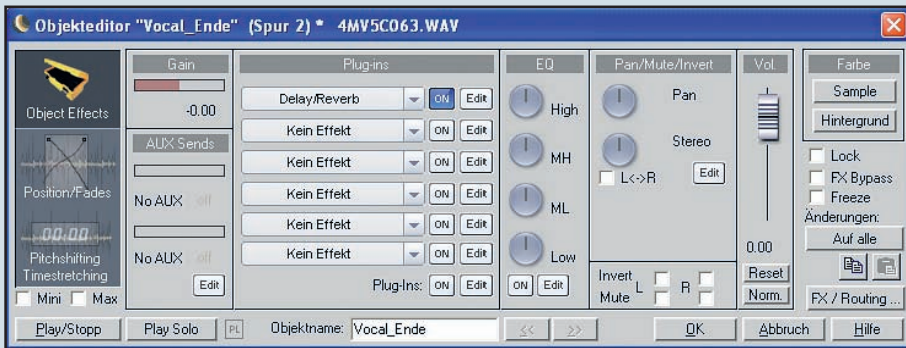 Objekteditor "Vocal_Ende" (Spur 2) * 4MV5C063.WAV
Object Effects
Position/Fades
00:00
Pitchshifting
Timestretching
Mini Max
Gain
-0.00
AUX Sends
No AUX off
No AUX off
Edit
Plug-ins
Delay/Reverb ON Edit
Kein Effekt ON Edit
Kein Effekt ON Edit
Kein Effekt ON Edit
Kein Effekt ON Edit
Kein Effekt ON Edit
Plug-Ins: ON Edit
EQ
High
MH
ML
Low
ON Edit
Pan/Mute/Invert
Pan
Stereo
L<->R Edit
Invert
Mute
L R
Vol.
0.00
Reset
Norm.
Farbe
Sample
Hintergrund
Lock
FX Bypass
Freeze
Änderungen:
Auf alle
FX / Routing ...
Play/Stopp Play Solo PL Objektname: Vocal_Ende << >> OK Abbruch Hilfe